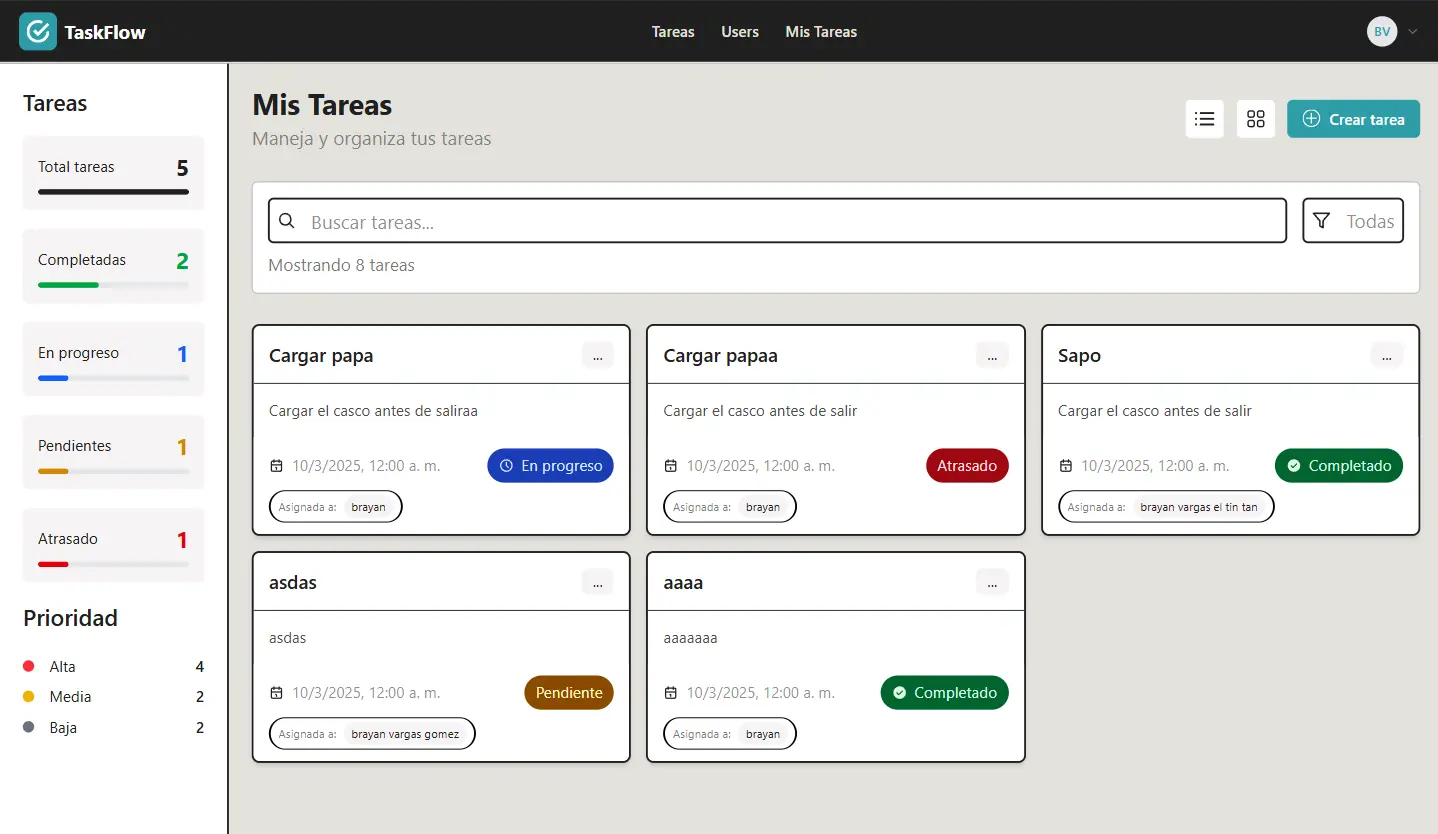 TaskFlow
Tareas Users Mis Tareas
BV
Tareas
Total tareas 5
Completadas 2
En progreso 1
Pendientes 1
Atrasado 1
Prioridad
Alta 4
Media 2
Baja 2
Mis Tareas
Maneja y organiza tus tareas
Crear tarea
Buscar tareas...
Todas
Mostrando 8 tareas
Cargar papa ...
Cargar el casco antes de saliraa
10/3/2025, 12:00 a. m. En progreso
Asignada a: brayan
Cargar papaa ...
Cargar el casco antes de salir
10/3/2025, 12:00 a. m. Atrasado
Asignada a: brayan
Sapo ...
Cargar el casco antes de salir
10/3/2025, 12:00 a. m. Completado
Asignada a: brayan vargas el tin tan
asdas ...
asdas
10/3/2025, 12:00 a. m. Pendiente
Asignada a: brayan vargas gomez
aaaa ...
aaaaaaa
10/3/2025, 12:00 a. m. Completado
Asignada a: brayan